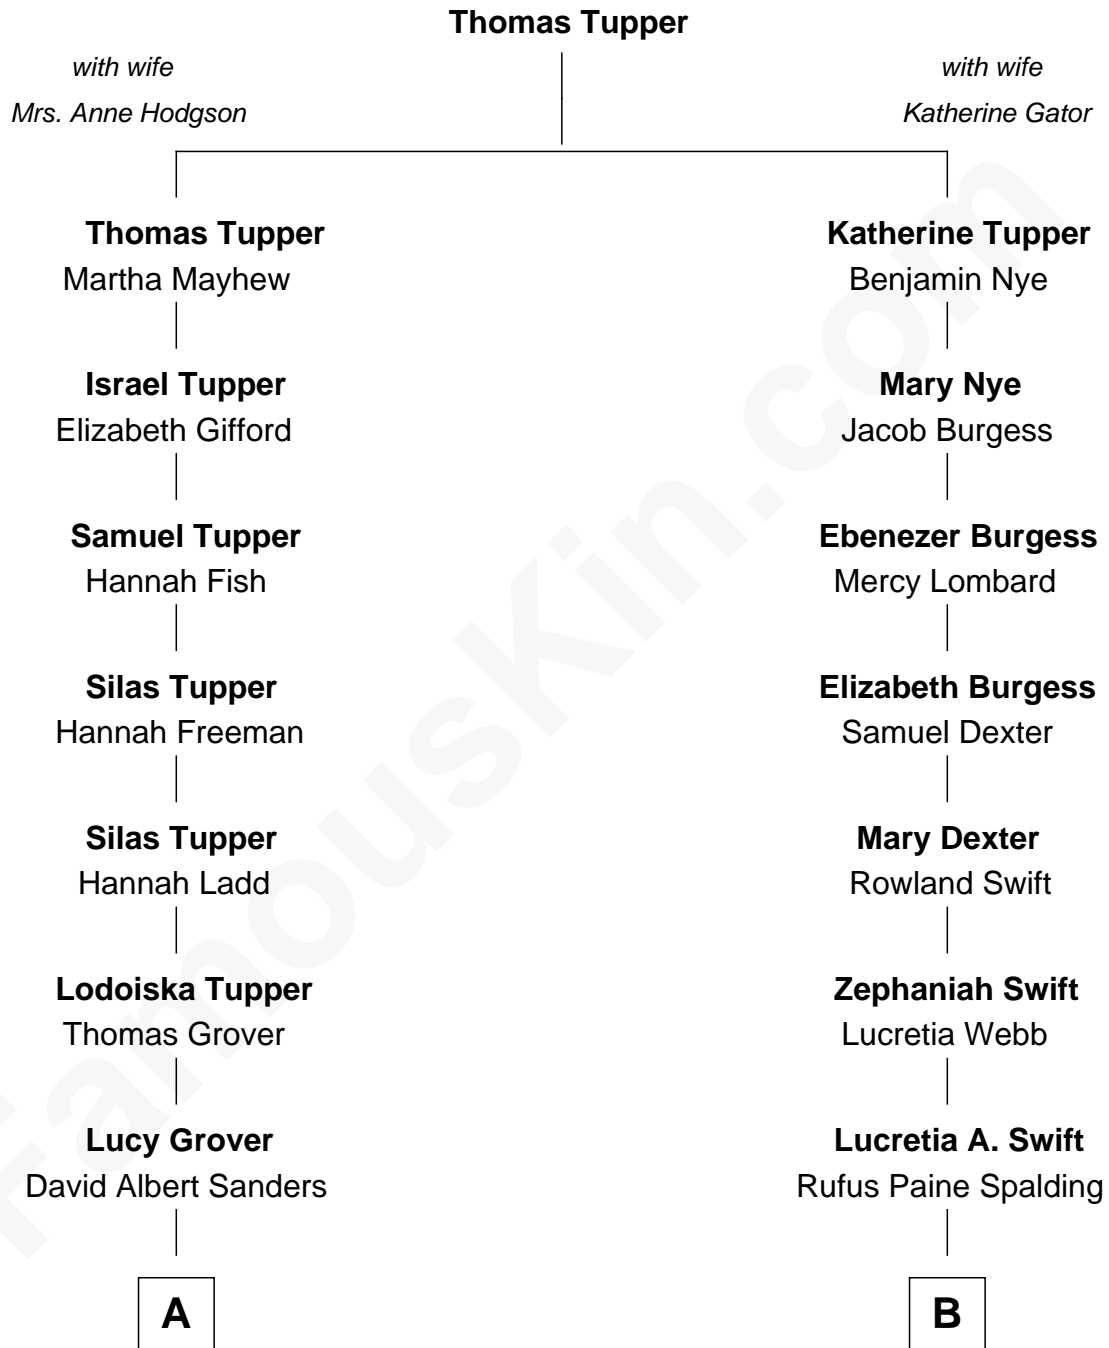 Thomas Tupper
with wife
Mrs. Anne Hodgson
with wife
Katherine Gator
Thomas Tupper
Martha Mayhew
Katherine Tupper
Benjamin Nye
Israel Tupper
Elizabeth Gifford
Mary Nye
Jacob Burgess
Samuel Tupper
Hannah Fish
Ebenezer Burgess
Mercy Lombard
Silas Tupper
Hannah Freeman
Elizabeth Burgess
Samuel Dexter
Silas Tupper
Hannah Ladd
Mary Dexter
Rowland Swift
Lodoiska Tupper
Thomas Grover
Zephaniah Swift
Lucretia Webb
Lucy Grover
David Albert Sanders
Lucretia A. Swift
Rufus Paine Spalding
A
B
FamousKin.com